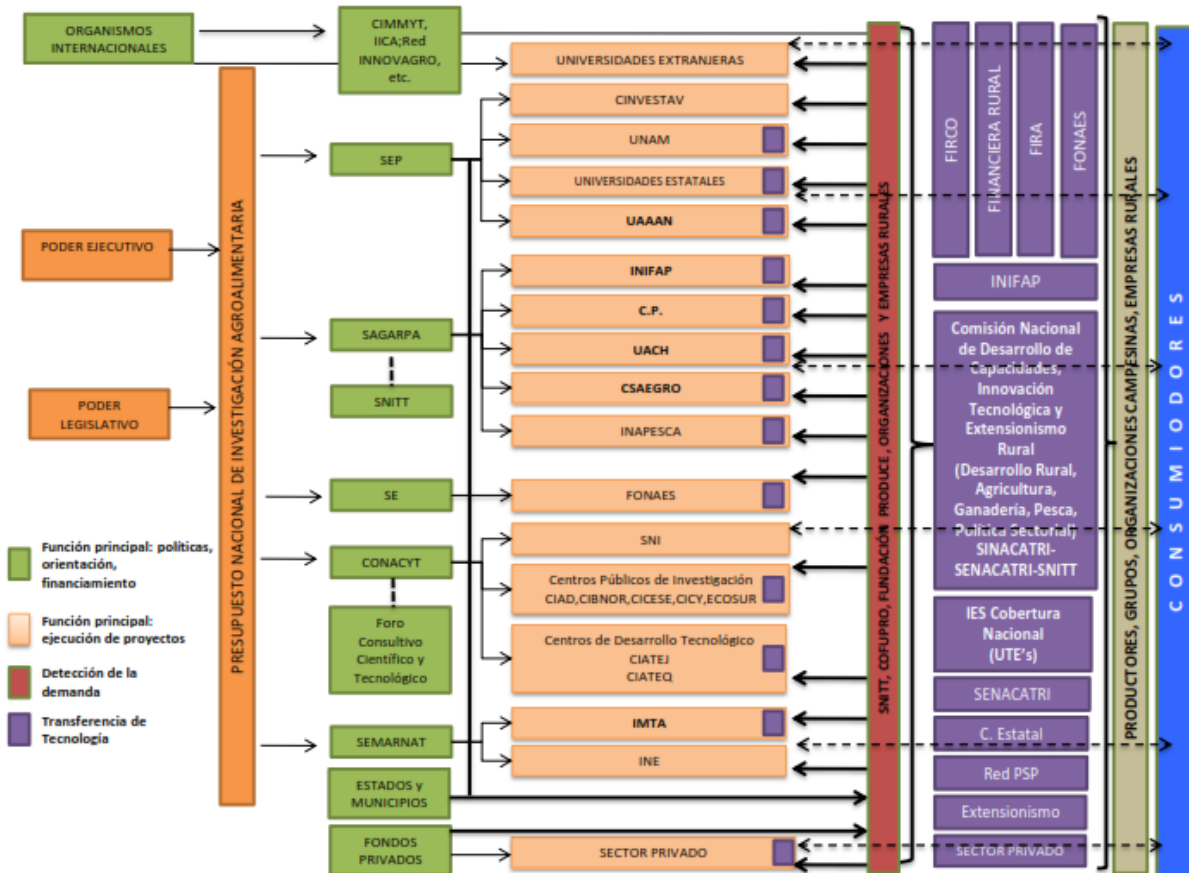 ORGANISMOS
INTERNACIONALES
CIMMYT,
IICA;Red
INNOVAGRO,
etc.
PRESUPUESTO NACIONAL DE INVESTIGACIÓN AGROALIMENTARIA
PODER EJECUTIVO
PODER
LEGISLATIVO
Función principal: políticas,
orientación,
financiamiento
Función principal:
ejecución de proyectos
Detección de la
demanda
Transferencia de
Tecnología
SEP
SAGARPA
SNITT
SE
CONACYT
Foro
Consultivo
Científico y
Tecnológico
SEMARNAT
ESTADOS y
MUNICIPIOS
FONDOS
PRIVADOS
UNIVERSIDADES EXTRANJERAS
CINVESTAV
UNAM
UNIVERSIDADES ESTATALES
UAAAN
INIFAP
C.P.
UACH
CSAEGRO
INAPESCA
FONAES
SNI
Centros Públicos de Investigación
CIAD,CIBNOR,CICESE,CICY,ECOSUR
Centros de Desarrollo Tecnológico
CIATEJ
CIATEQ
IMTA
INE
SECTOR PRIVADO
SNITT, COFUPRO, FUNDACIÓN PRODUCE , ORGANIZACIONES Y EMPRESAS RURALES
FIRCO
FINANCIERA RURAL
FIRA
FONAES
INIFAP
Comisión Nacional
de Desarrollo de
Capacidades,
Innovación
Tecnológica y
Extensionismo
Rural
(Desarrollo Rural,
Agricultura,
Ganadería, Pesca,
Política Sectorial)
SINACATRI-
SENACATRI-SNITT
IES Cobertura
Nacional
(UTE's)
SENACATRI
C. Estatal
Red PSP
Extensionismo
SECTOR PRIVADO
PRODUCTORES, GRUPOS, ORGANIZACIONES CAMPESINAS, EMPRESAS RURALES
CONSUMIODORES